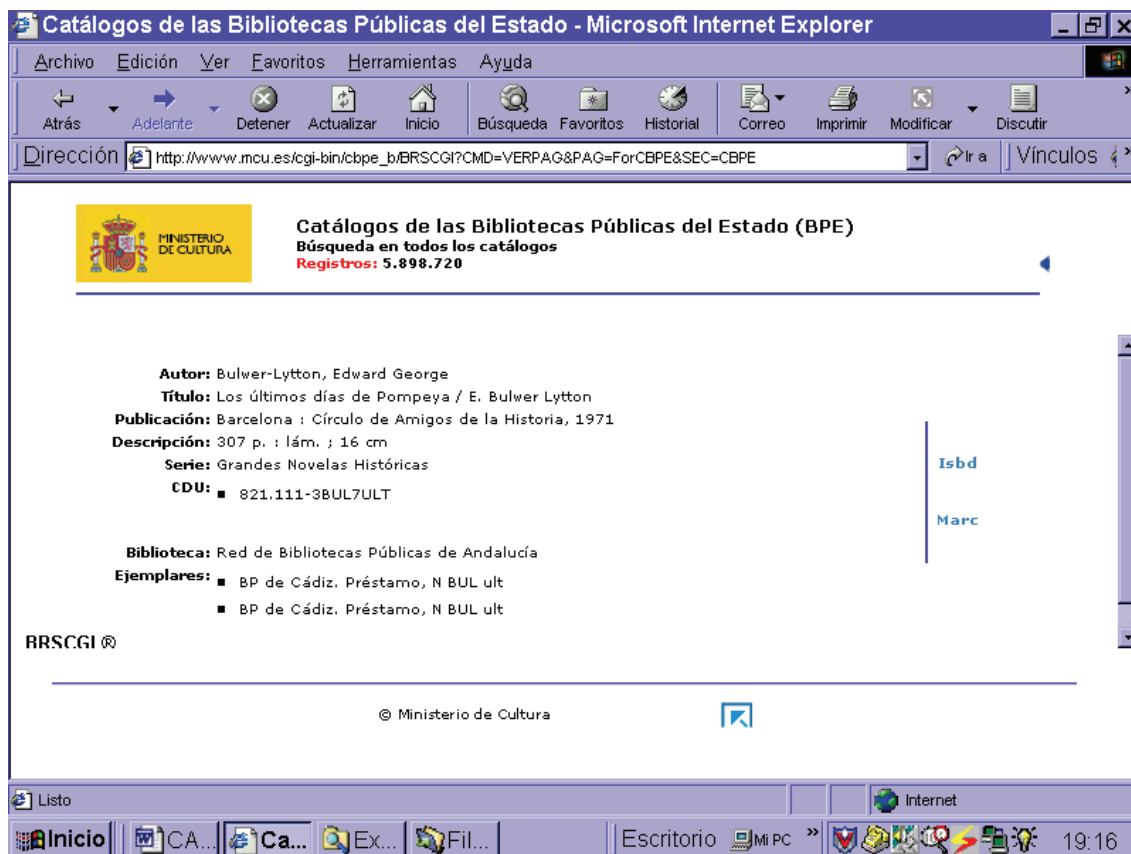 Catálogos de las Bibliotecas Públicas del Estado - Microsoft Internet Explorer
Archivo Edición Ver Favoritos Herramientas Ayuda
Atrás Adelante Detener Actualizar Inicio Búsqueda Favoritos Historial Correo Imprimir Modificar Discutir
Dirección http://www.mcu.es/cgi-bin/cbpe_b/BRSCGI?CMD=VERPAG&PAG=ForCBPE&SEC=CBPE Ir a Vínculos
MINISTERIO
DE CULTURA
Catálogos de las Bibliotecas Públicas del Estado (BPE)
Búsqueda en todos los catálogos
Registros: 5.898.720
Autor: Bulwer-Lytton, Edward George
Título: Los últimos días de Pompeya / E. Bulwer Lytton
Publicación: Barcelona : Círculo de Amigos de la Historia, 1971
Descripción: 307 p. : lám. ; 16 cm
Serie: Grandes Novelas Históricas
CDU: ■ 821.111-3BUL7ULT
Isbd
Marc
Biblioteca: Red de Bibliotecas Públicas de Andalucía
Ejemplares: ■ BP de Cádiz. Préstamo, N BUL ult
■ BP de Cádiz. Préstamo, N BUL ult
BRSCGI ®
© Ministerio de Cultura
Listo Internet
Inicio CA... Ca... Ex... Fil... Escritorio Mi PC » 19:16